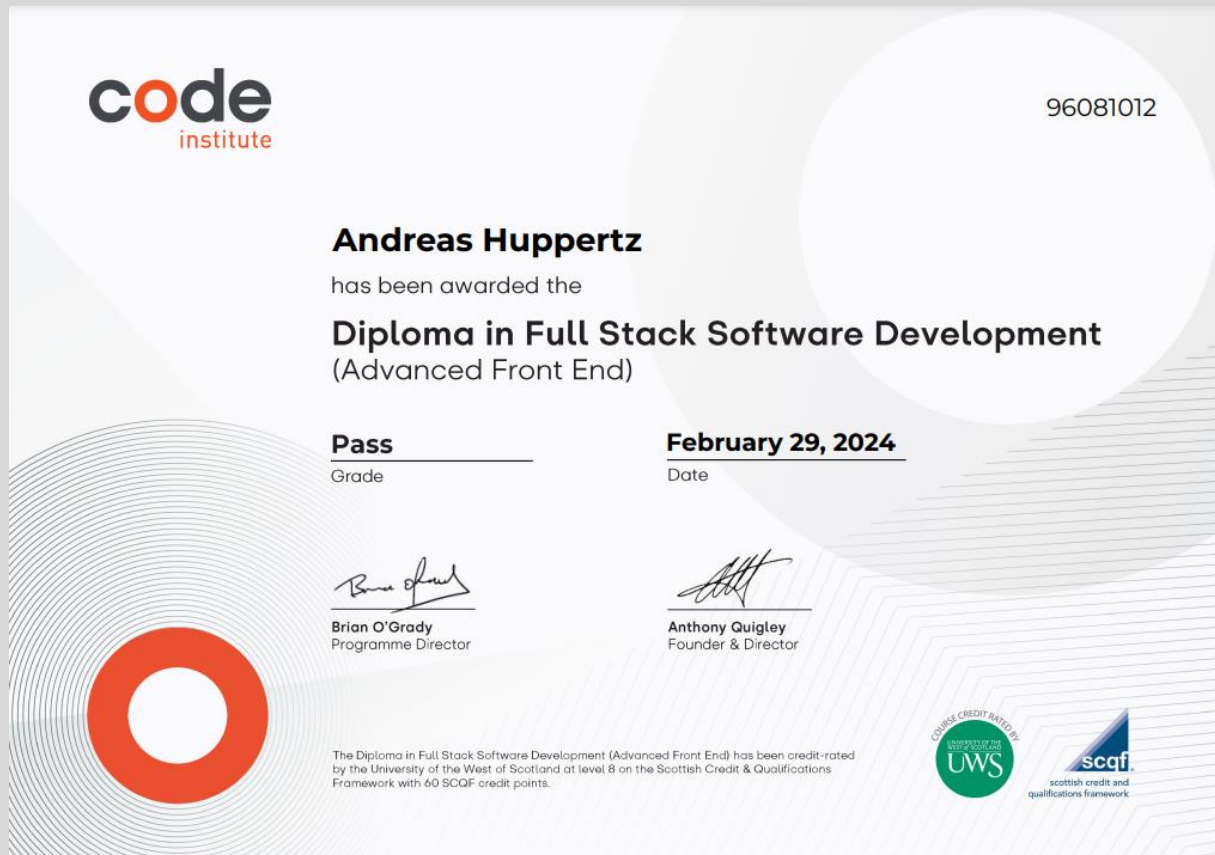 code
institute
96081012
Andreas Huppertz
has been awarded the
Diploma in Full Stack Software Development
(Advanced Front End)
Pass
Grade
February 29, 2024
Date
Brian O'Grady
Programme Director
Anthony Quigley
Founder & Director
The Diploma in Full Stack Software Development (Advanced Front End) has been credit-rated
by the University of the West of Scotland at level 8 on the Scottish Credit & Qualifications
Framework with 60 SCQF credit points.
COURSE CREDIT RATED BY
UNIVERSITY OF THE
WEST of SCOTLAND
UWS
scqf
scottish credit and
qualifications framework